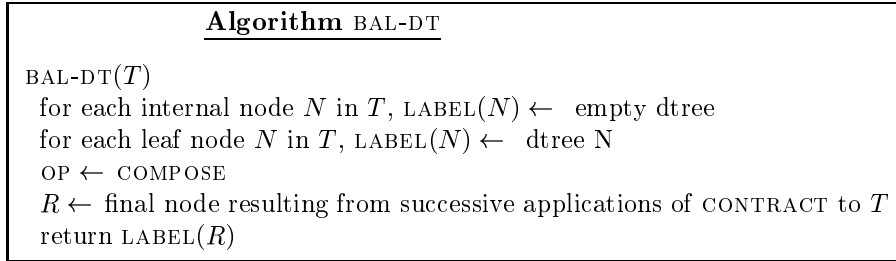 Algorithm BAL-DT
BAL-DT(T)
for each internal node N in T, LABEL(N) ← empty dtree
for each leaf node N in T, LABEL(N) ← dtree N
OP ← COMPOSE
R ← final node resulting from successive applications of CONTRACT to T
return LABEL(R)